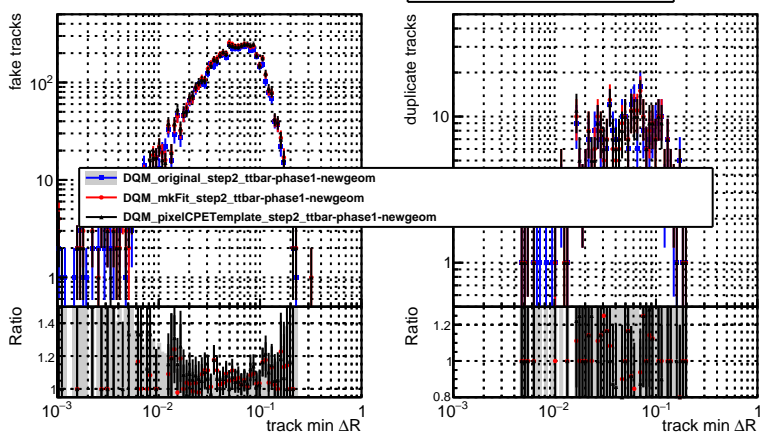 fake tracks
10²
10
1
duplicate tracks
10
1
DQM_original_step2_ttbar-phase1-newgeom
DQM_mkFit_step2_ttbar-phase1-newgeom
DQM_pixelCPETemplate_step2_ttbar-phase1-newgeom
Ratio
1.4
1.2
1
Ratio
1.2
1
0.8
10⁻³
10⁻²
10⁻¹
1
track min ΔR
10⁻³
10⁻²
10⁻¹
1
track min ΔR